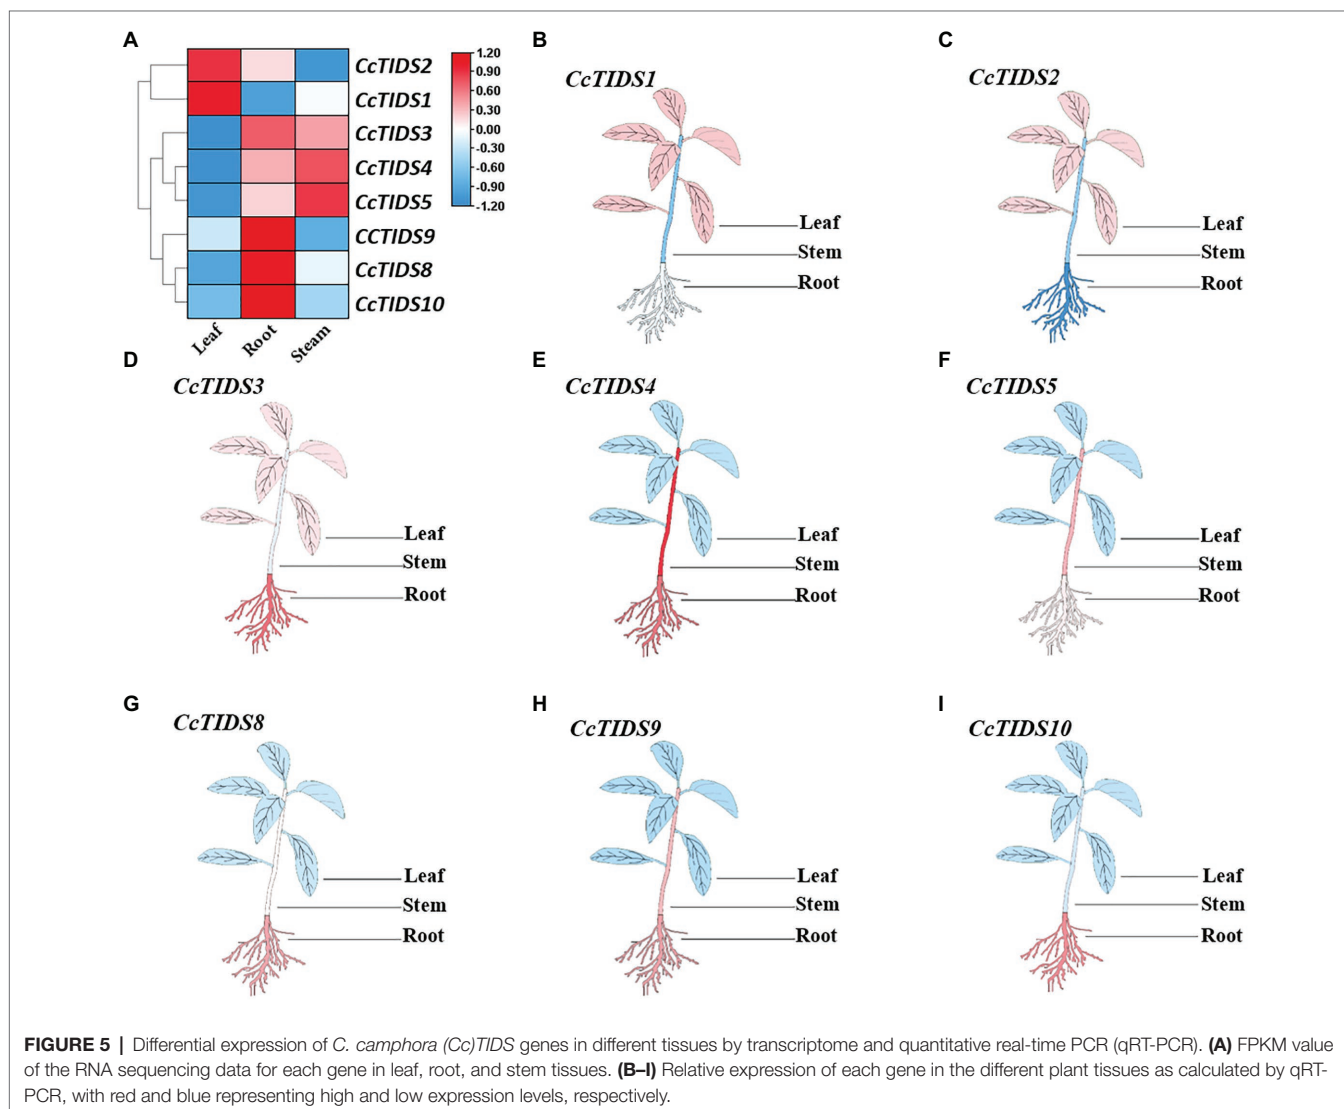 A
CcTIDS2
CcTIDS1
CcTIDS3
CcTIDS4
CcTIDS5
CCTIDS9
CcTIDS8
CcTIDS10
Leaf Root Steam
1.20
0.90
0.60
0.30
0.00
-0.30
-0.60
-0.90
-1.20
B
CcTIDS1
Leaf
Stem
Root
C
CcTIDS2
Leaf
Stem
Root
D
CcTIDS3
Leaf
Stem
Root
E
CcTIDS4
Leaf
Stem
Root
F
CcTIDS5
Leaf
Stem
Root
G
CcTIDS8
Leaf
Stem
Root
H
CcTIDS9
Leaf
Stem
Root
I
CcTIDS10
Leaf
Stem
Root
FIGURE 5 | Differential expression of C. camphora (Cc)TIDS genes in different tissues by transcriptome and quantitative real-time PCR (qRT-PCR). (A) FPKM value
of the RNA sequencing data for each gene in leaf, root, and stem tissues. (B–I) Relative expression of each gene in the different plant tissues as calculated by qRT-
PCR, with red and blue representing high and low expression levels, respectively.